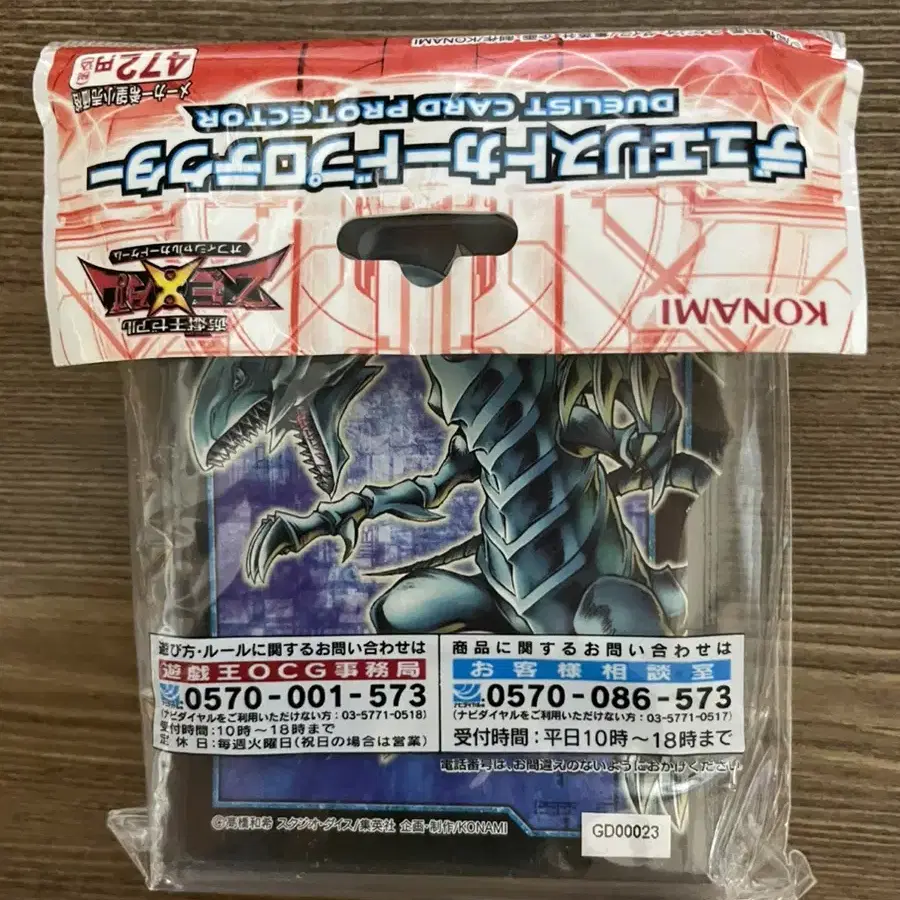 メーカー希望小売価格
472円
(税抜)
デュエリストカードプロテクター
DUELIST CARD PROTECTOR
遊戯王ゼアル
ZEXAL
オフィシャルカードゲーム
KONAMI
遊び方・ルールに関するお問い合わせは
遊戯王OCG事務局
0570-001-573
(ナビダイヤルをご利用いただけない方:03-5771-0518)
受付時間:10時〜18時まで
定 休 日:毎週火曜日(祝日の場合は営業)
商品に関するお問い合わせは
お客様相談室
0570-086-573
(ナビダイヤルをご利用いただけない方:03-5771-0517)
受付時間:平日10時〜18時まで
電話番号は、お間違えのないようにおかけください
©高橋和希 スタジオ・ダイス/集英社 企画・制作/KONAMI
GD00023